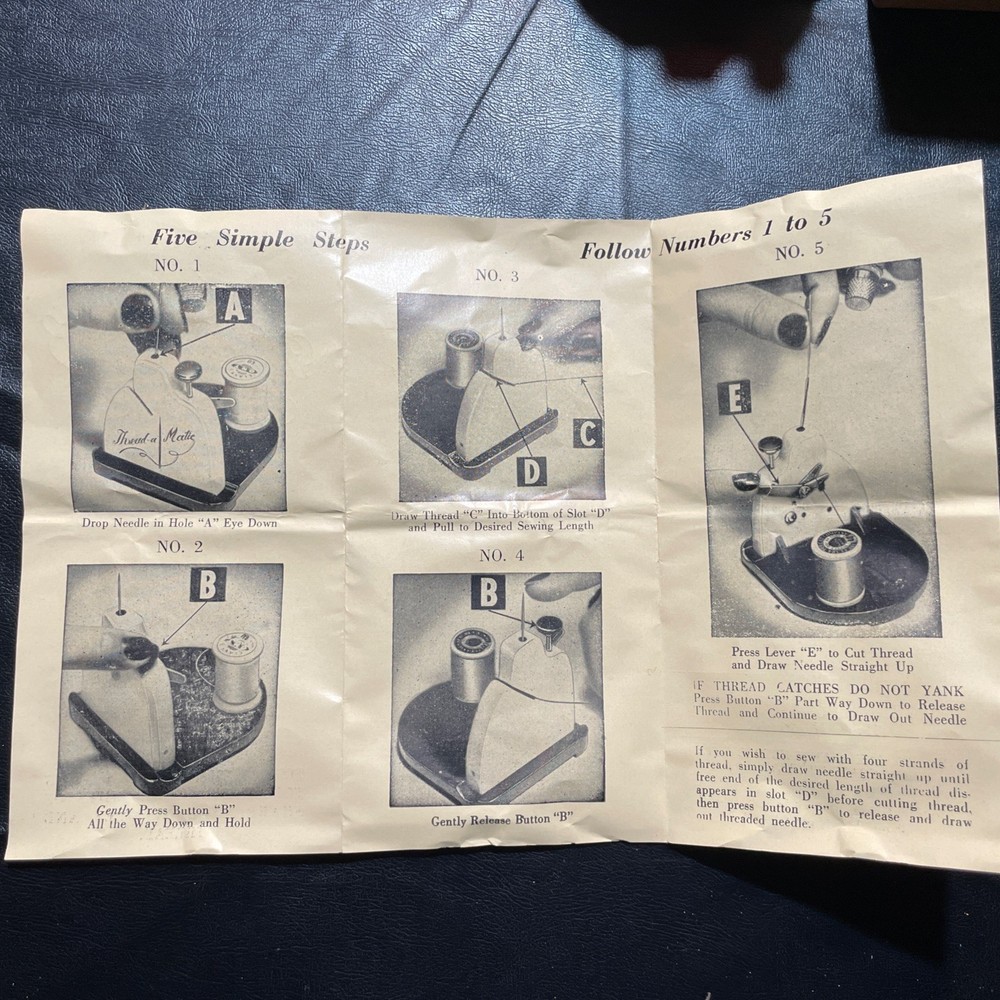 Five Simple Steps
Follow Numbers 1 to 5
NO. 1
A
Thread-a Matic
Drop Needle in Hole "A" Eye Down
NO. 2
B
Gently Press Button "B"
All the Way Down and Hold
NO. 3
C
D
Draw Thread "C" Into Bottom of Slot "D"
and Pull to Desired Sewing Length
NO. 4
B
Gently Release Button "B"
NO. 5
E
Press Lever "E" to Cut Thread
and Draw Needle Straight Up
IF THREAD CATCHES DO NOT YANK
Press Button "B" Part Way Down to Release
Thread and Continue to Draw Out Needle
If you wish to sew with four strands of
thread, simply draw needle straight up until
free end of the desired length of thread dis-
appears in slot "D" before cutting thread,
then press button "B" to release and draw
out threaded needle.